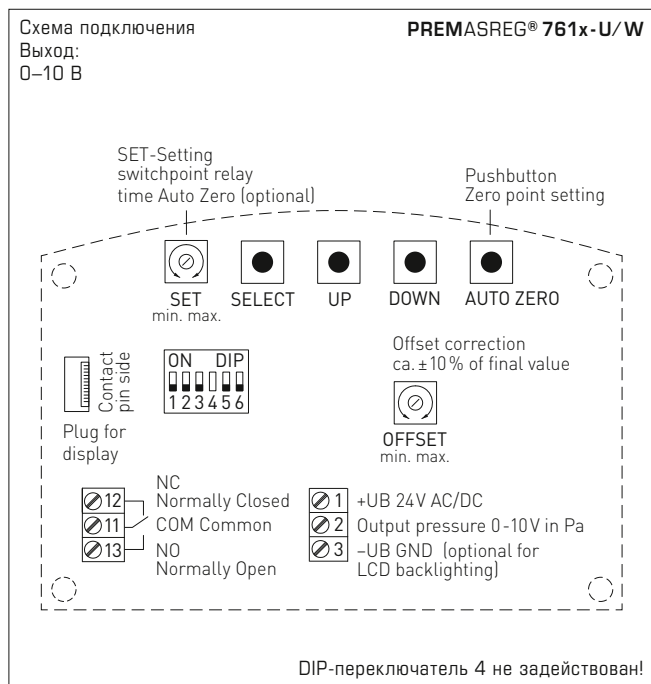 Схема подключения
Выход:
0–10 В
PREMASREG® 761x-U/W
SET-Setting
switchpoint relay
time Auto Zero (optional)
Pushbutton
Zero point setting
SET
min. max.
SELECT
UP
DOWN
AUTO ZERO
Contact
pin side
Plug for
display
ON DIP
1 2 3 4 5 6
Offset correction
ca. ±10% of final value
OFFSET
min. max.
12
11
13
NC
Normally Closed
COM Common
NO
Normally Open
1 +UB 24V AC/DC
2 Output pressure 0-10V in Pa
3 –UB GND (optional for
LCD backlighting)
DIP-переключатель 4 не задействован!